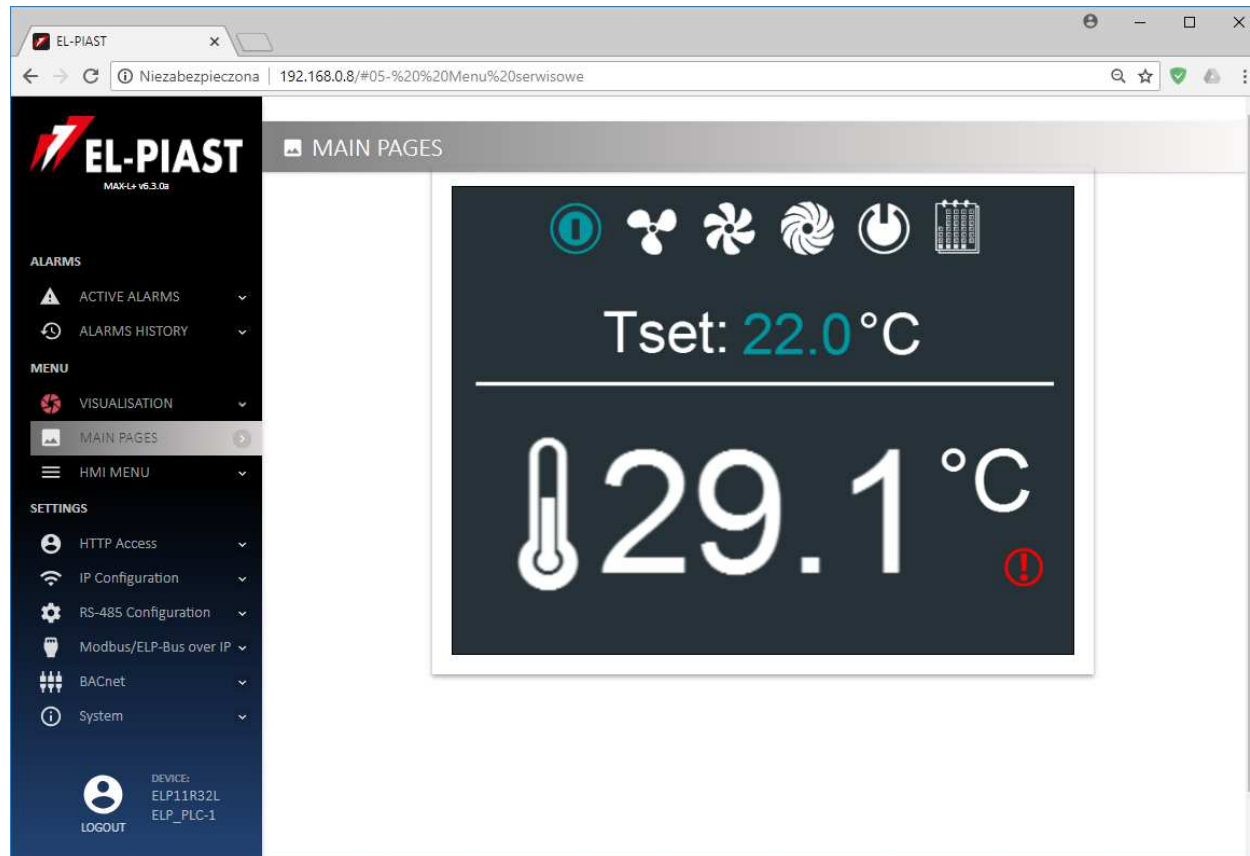 EL-PIAST
Niezabezpieczona 192.168.0.8/#05-%20%20Menu%20serwisowe
EL-PIAST
MAX-L+ v6.3.0a
ALARMS
ACTIVE ALARMS
ALARMS HISTORY
MENU
VISUALISATION
MAIN PAGES
HMI MENU
SETTINGS
HTTP Access
IP Configuration
RS-485 Configuration
Modbus/ELP-Bus over IP
BACnet
System
DEVICE:
ELP11R32L
ELP_PLC-1
LOGOUT
MAIN PAGES
Tset: 22.0°C
29.1°C